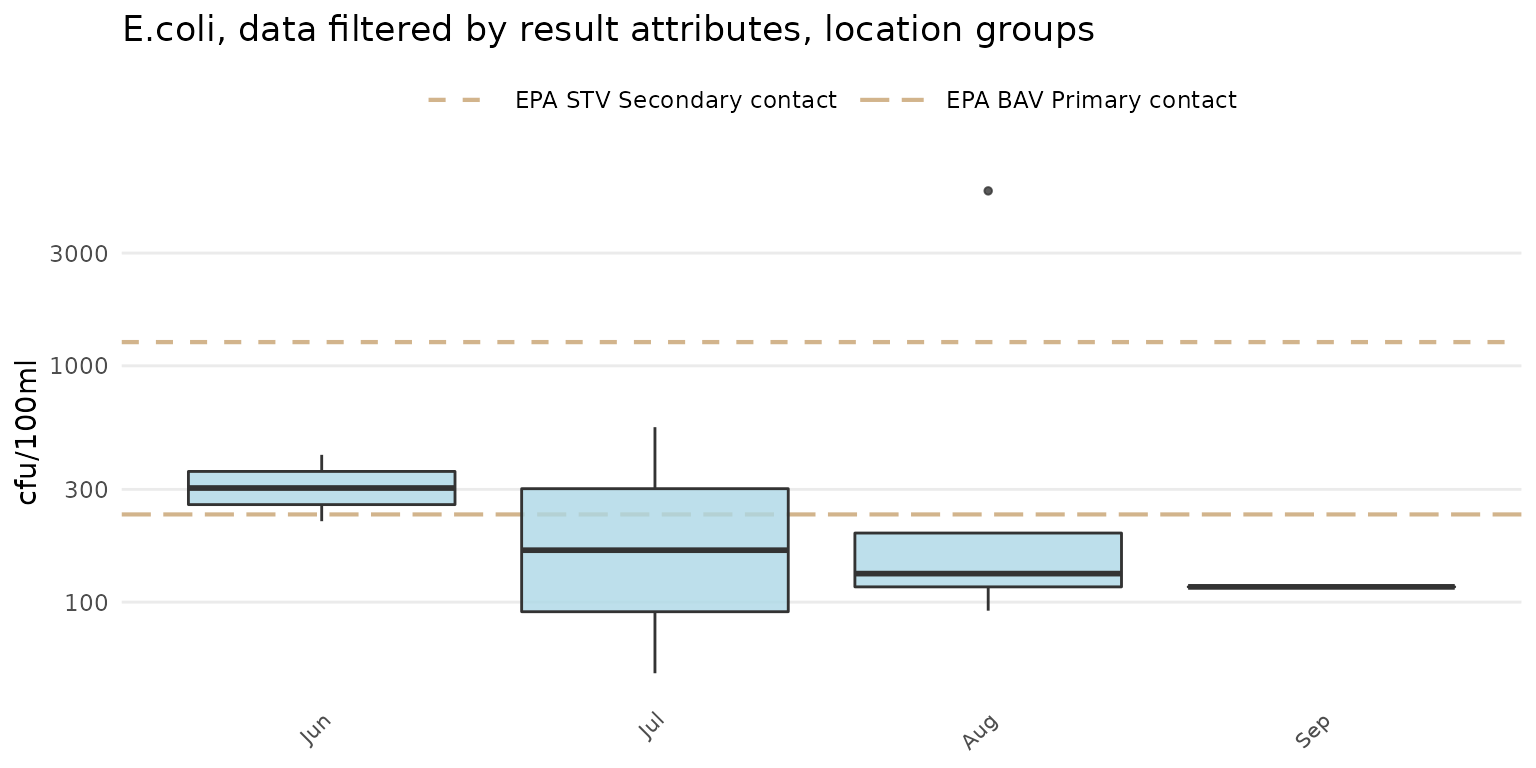 E.coli, data filtered by result attributes, location groups
EPA STV Secondary contact EPA BAV Primary contact
cfu/100ml
3000
1000
300
100
Jun Jul Aug Sep